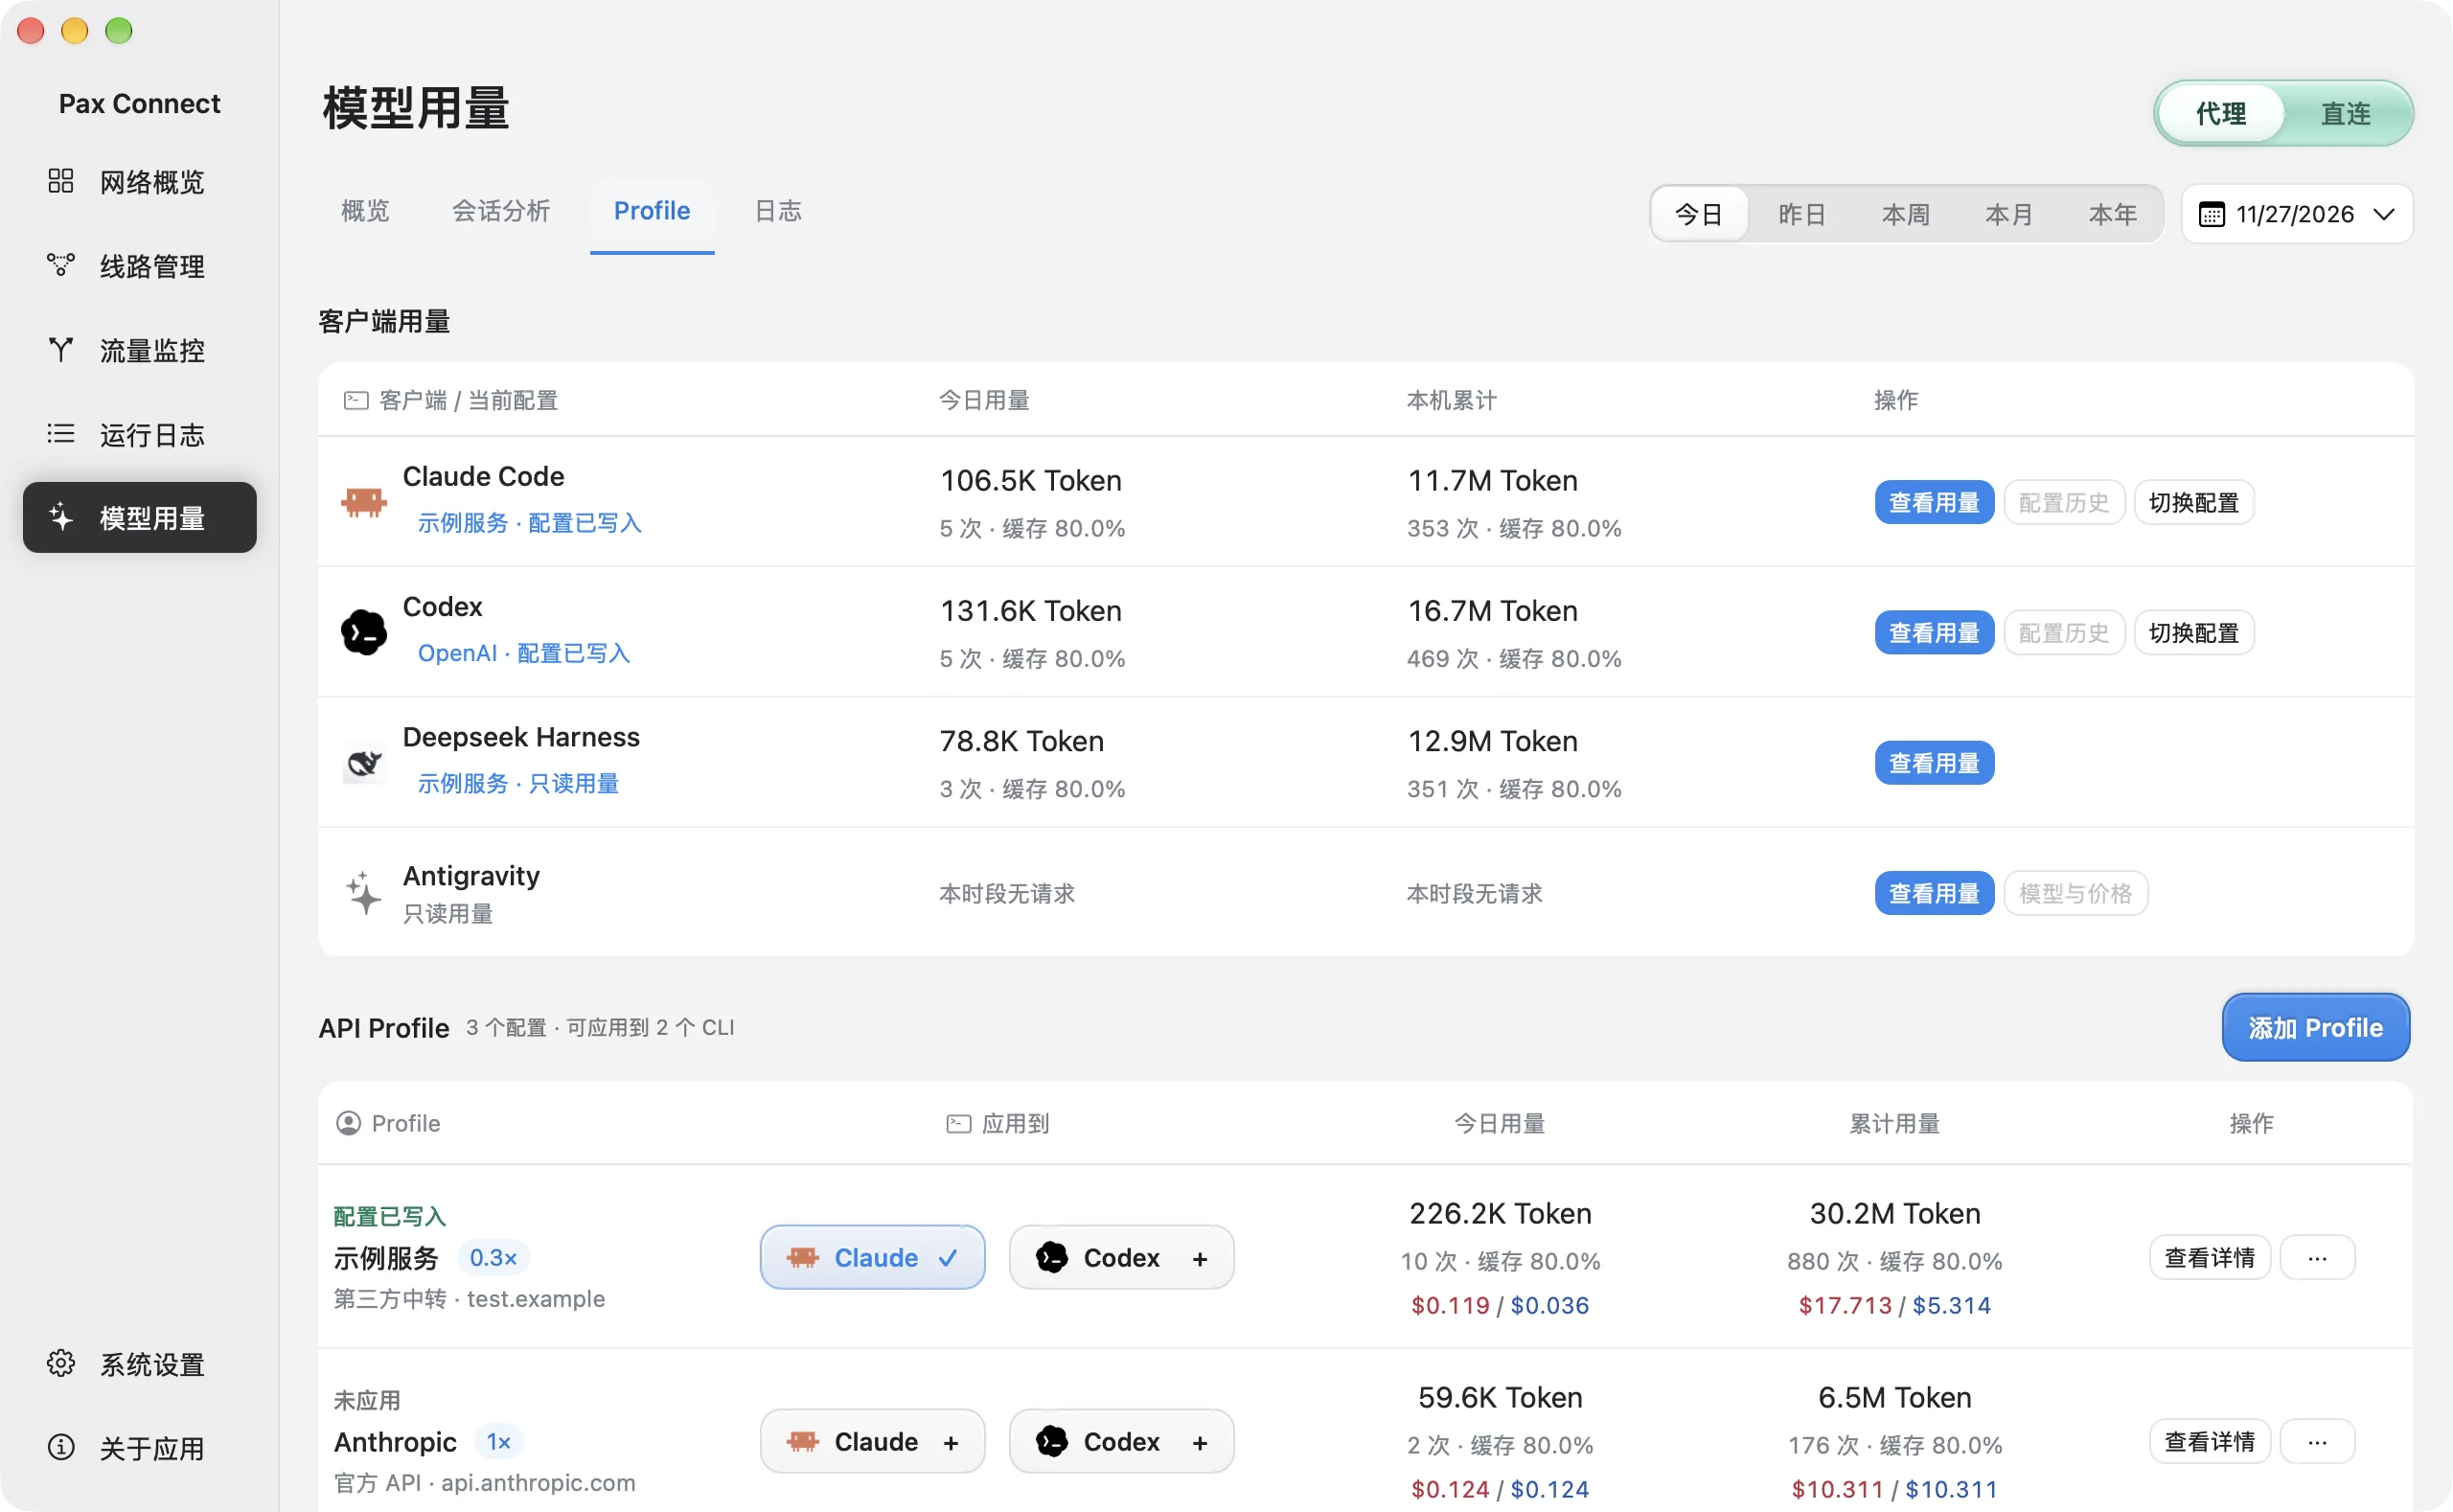 Pax Connect
网络概览
线路管理
流量监控
运行日志
模型用量
系统设置
关于应用
模型用量
代理 直连
概览 会话分析 Profile 日志
今日 昨日 本周 本月 本年 11/27/2026
客户端用量
客户端 / 当前配置 今日用量 本机累计 操作
Claude Code
示例服务 · 配置已写入
106.5K Token
5 次 · 缓存 80.0%
11.7M Token
353 次 · 缓存 80.0%
查看用量 配置历史 切换配置
Codex
OpenAI · 配置已写入
131.6K Token
5 次 · 缓存 80.0%
16.7M Token
469 次 · 缓存 80.0%
查看用量 配置历史 切换配置
Deepseek Harness
示例服务 · 只读用量
78.8K Token
3 次 · 缓存 80.0%
12.9M Token
351 次 · 缓存 80.0%
查看用量
Antigravity
只读用量
本时段无请求
本时段无请求
查看用量 模型与价格
API Profile 3 个配置 · 可应用到 2 个 CLI
添加 Profile
Profile 应用到 今日用量 累计用量 操作
配置已写入
示例服务 0.3×
第三方中转 · test.example
Claude ✓ Codex +
226.2K Token
10 次 · 缓存 80.0%
$0.119 / $0.036
30.2M Token
880 次 · 缓存 80.0%
$17.713 / $5.314
查看详情 ···
未应用
Anthropic 1×
官方 API · api.anthropic.com
Claude + Codex +
59.6K Token
2 次 · 缓存 80.0%
$0.124 / $0.124
6.5M Token
176 次 · 缓存 80.0%
$10.311 / $10.311
查看详情 ···